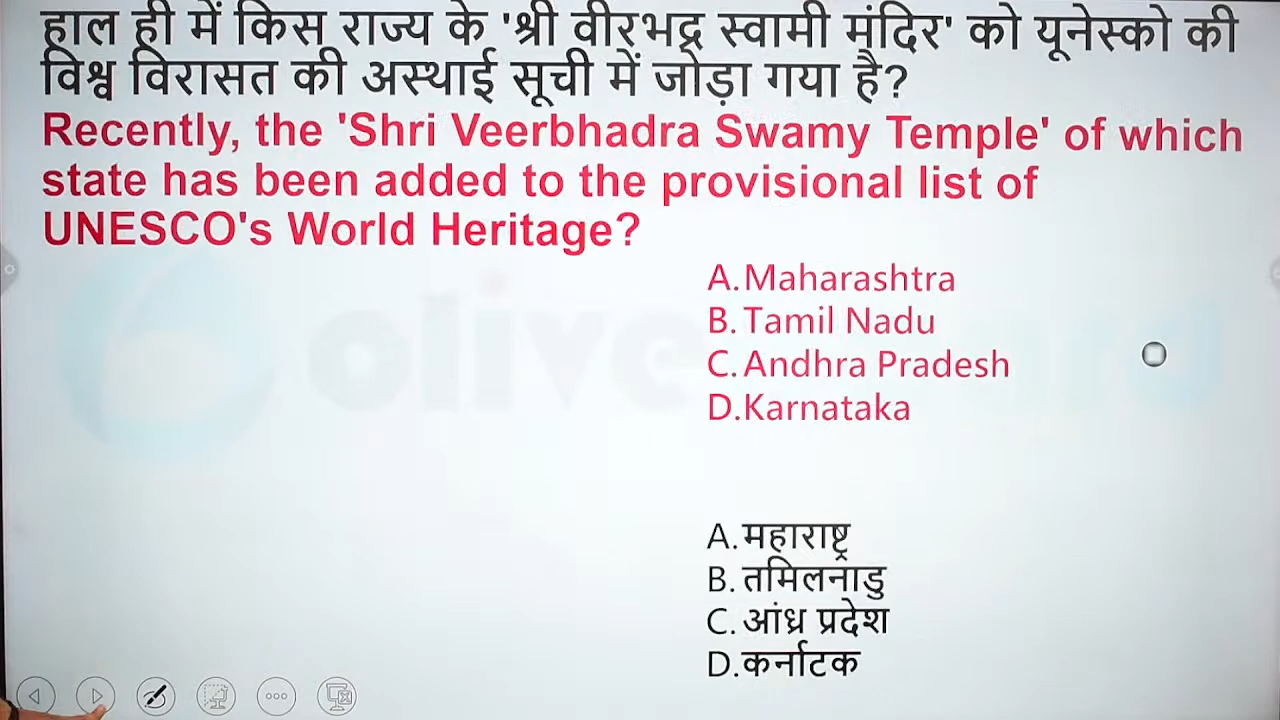 हाल ही में किस राज्य के 'श्री वीरभद्र स्वामी मंदिर' को यूनेस्को की
विश्व विरासत की अस्थाई सूची में जोड़ा गया है?
Recently, the 'Shri Veerbhadra Swamy Temple' of which
state has been added to the provisional list of
UNESCO's World Heritage?
A.Maharashtra
B.Tamil Nadu
C.Andhra Pradesh
D.Karnataka
olive
A.महाराष्ट्र
B.तमिलनाडु
C.आंध्र प्रदेश
D.कर्नाटक